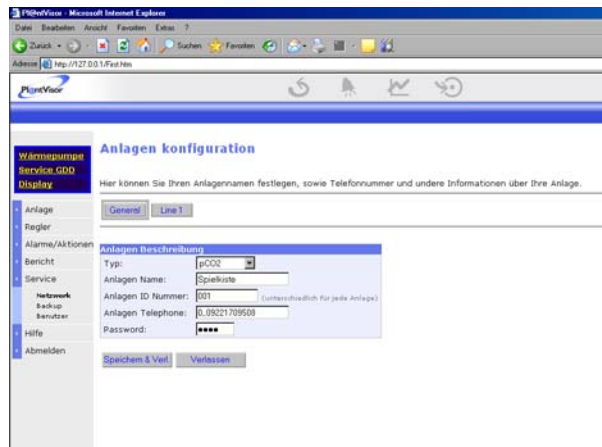 Pl@ntVisor - Microsoft Internet Explorer
Datei Bearbeiten Ansicht Favoriten Extras ?
Zurück Suchen Favoriten
Adresse http://127.0.0.1/First.htm
PlantVisor
Wärmepumpe
Service GDD
Display
Anlagen konfiguration
Hier können Sie Ihren Anlagennamen festlegen, sowie Telefonnummer und undere Informationen über Ihre Anlage.
Anlage
Regler
Alarme/Aktionen
Bericht
Service
Netzwerk
Backup
Benutzer
Hilfe
Abmelden
General Line 1
Anlagen Beschreibung
Typ: pCO2
Anlagen Name: Spielkiste
Anlagen ID Nummer: 001 (unterschiedlich für jede Anlage)
Anlagen Telephone: 0,09221709508
Password: ••••
Speichern & Verl. Verlassen